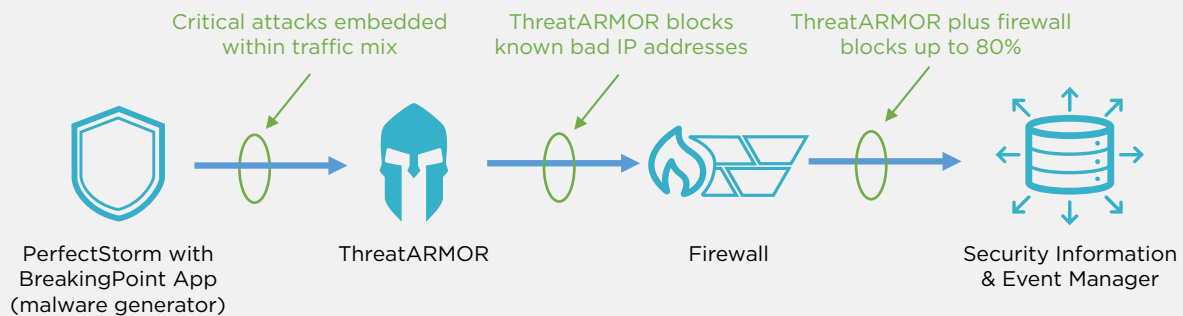 Critical attacks embedded
within traffic mix
ThreatARMOR blocks
known bad IP addresses
ThreatARMOR plus firewall
blocks up to 80%
PerfectStorm with
BreakingPoint App
(malware generator)
ThreatARMOR
Firewall
Security Information
& Event Manager